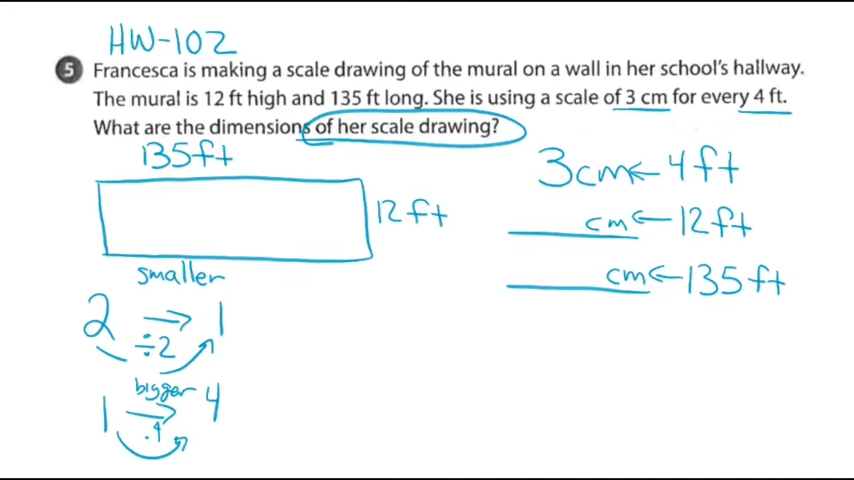 HW-102
5 Francesca is making a scale drawing of the mural on a wall in her school's hallway.
The mural is 12 ft high and 135 ft long. She is using a scale of 3 cm for every 4 ft.
What are the dimensions of her scale drawing?
135ft
12ft
3cm←4ft
cm←12ft
cm←135ft
smaller
2 → 1
÷2
bigger
1 → 4
·4